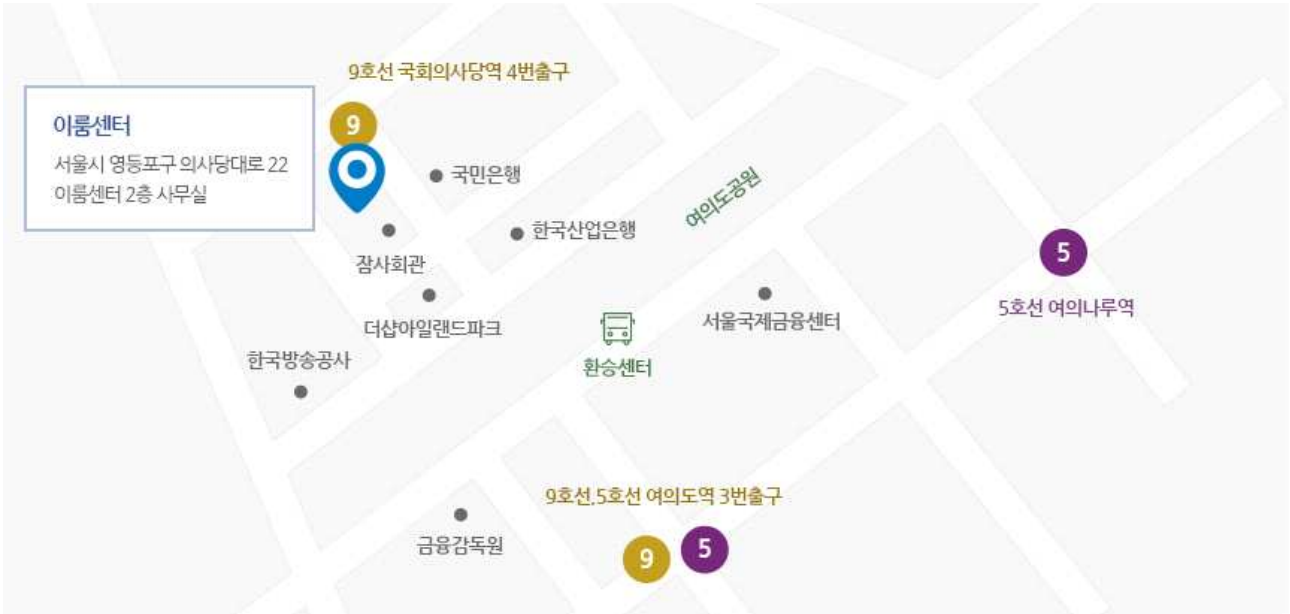 9호선 국회의사당역 4번출구
이룸센터
서울시 영등포구 의사당대로 22
이룸센터 2층 사무실
9
국민은행
여의도공원
한국산업은행
잠사회관
5
5호선 여의나루역
더샵아일랜드파크
서울국제금융센터
한국방송공사
환승센터
9호선.5호선 여의도역 3번출구
금융감독원
9
5